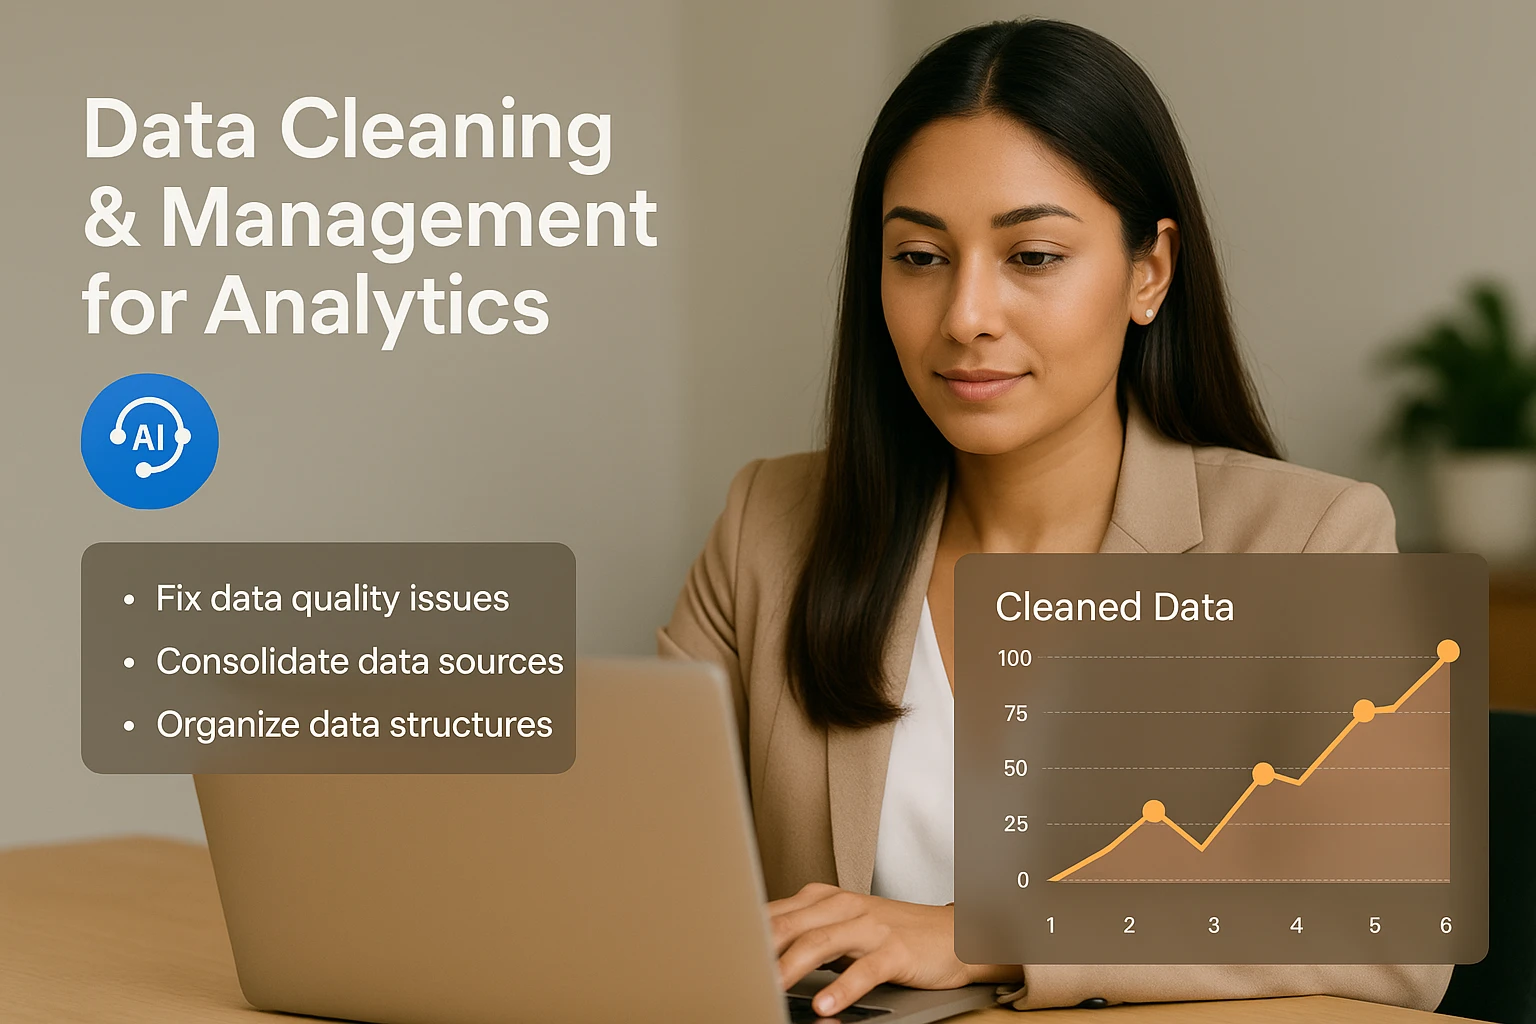 Data Cleaning
& Management
for Analytics
AI
• Fix data quality issues
• Consolidate data sources
• Organize data structures
Cleaned Data
100
75
50
25
0
1 2 3 4 5 6